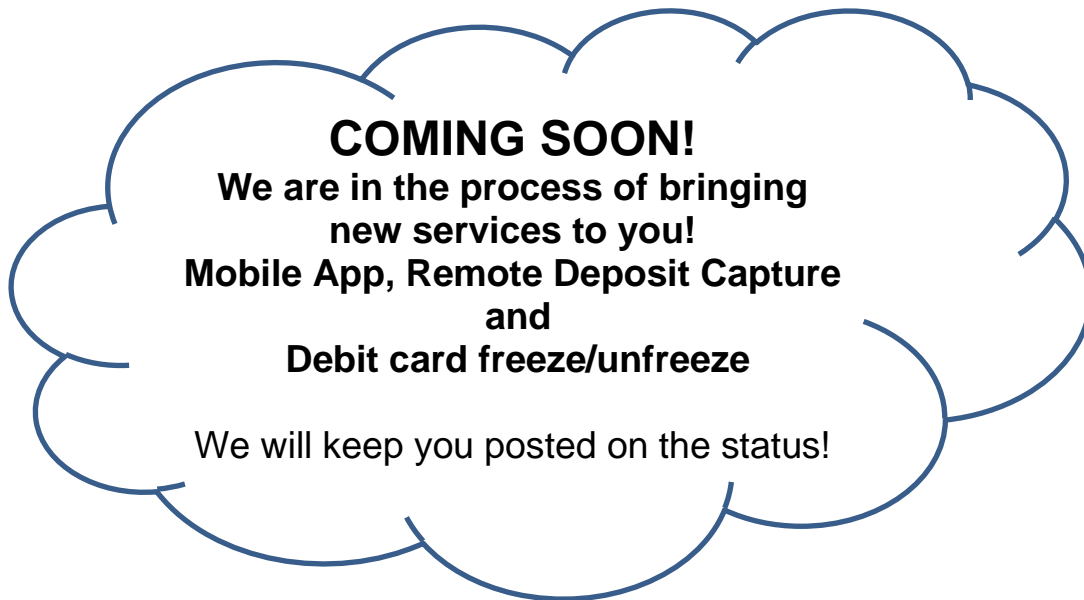 COMING SOON!
We are in the process of bringing
new services to you!
Mobile App, Remote Deposit Capture
and
Debit card freeze/unfreeze
We will keep you posted on the status!